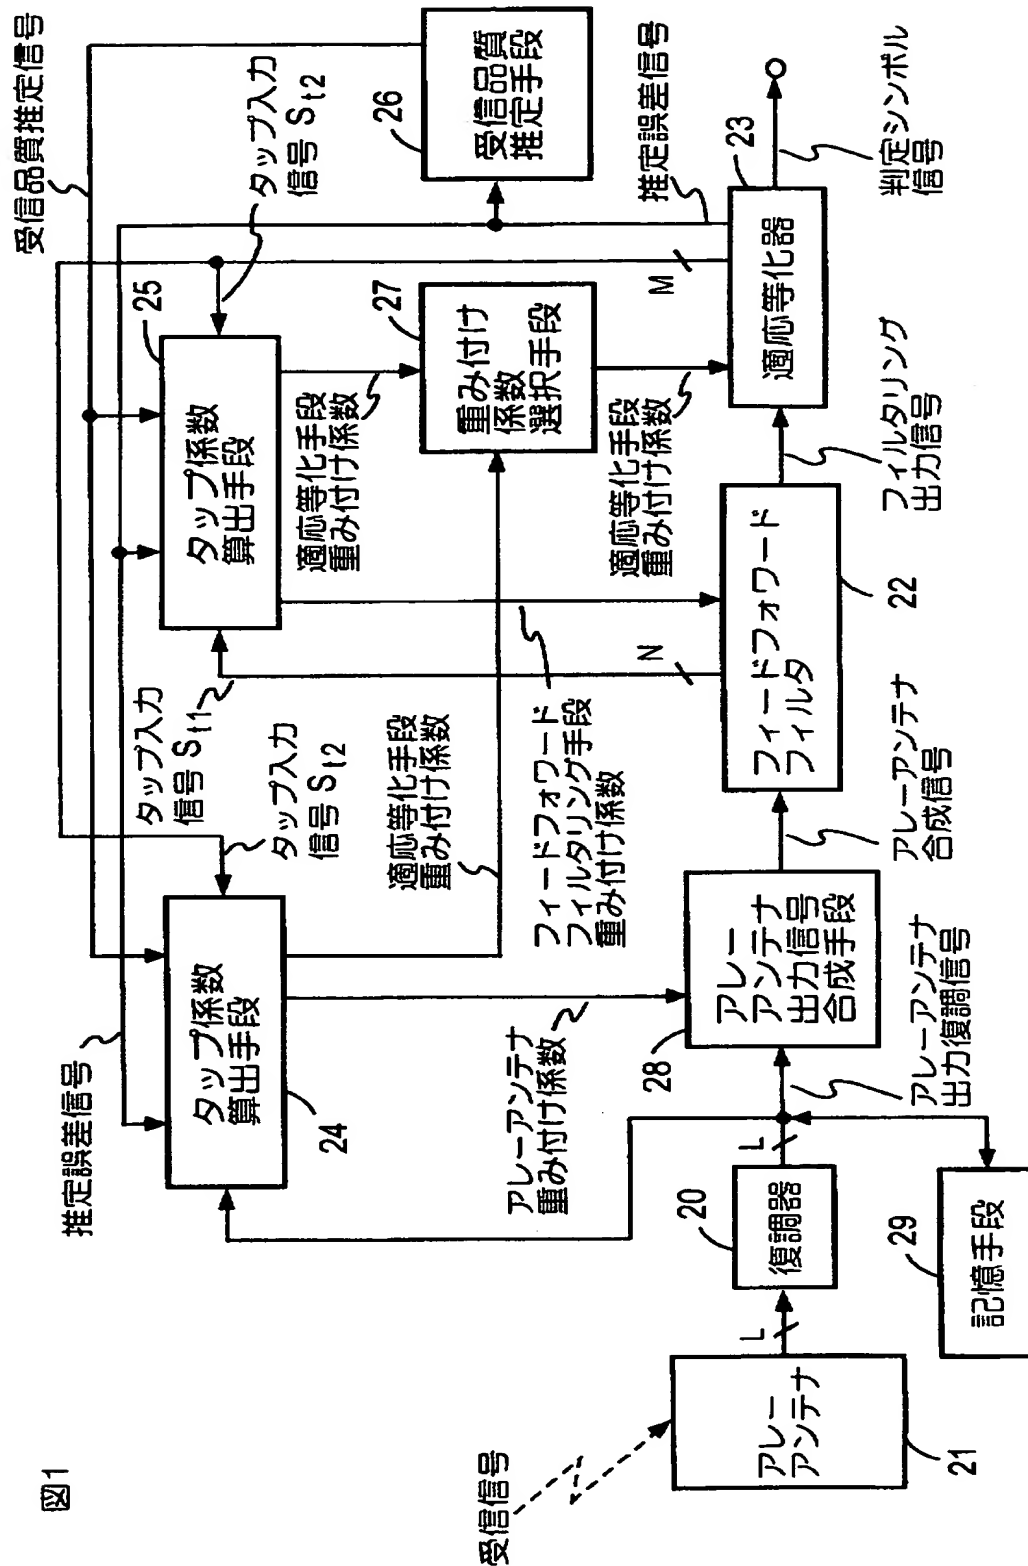 図1
受信信号
アレー
アンテナ
21
L
復調器
20
L
記憶手段
29
アレーアンテナ
出力復調信号
アレー
アンテナ
出力信号
合成手段
28
アレーアンテナ
合成信号
フィードフォワード
フィルタ
22
フィルタリング
出力信号
適応等化器
23
判定シンボル
信号
推定誤差信号
タップ係数
算出手段
24
アレーアンテナ
重み付け係数
適応等化手段
重み付け係数
フィードフォワード
フィルタリング手段
重み付け係数
N
M
タップ入力
信号 St1
タップ入力
信号 St2
タップ係数
算出手段
25
適応等化手段
重み付け係数
重み付け
係数
選択手段
27
適応等化手段
重み付け係数
推定誤差信号
受信品質
推定手段
26
タップ入力
信号 St2
受信品質推定信号